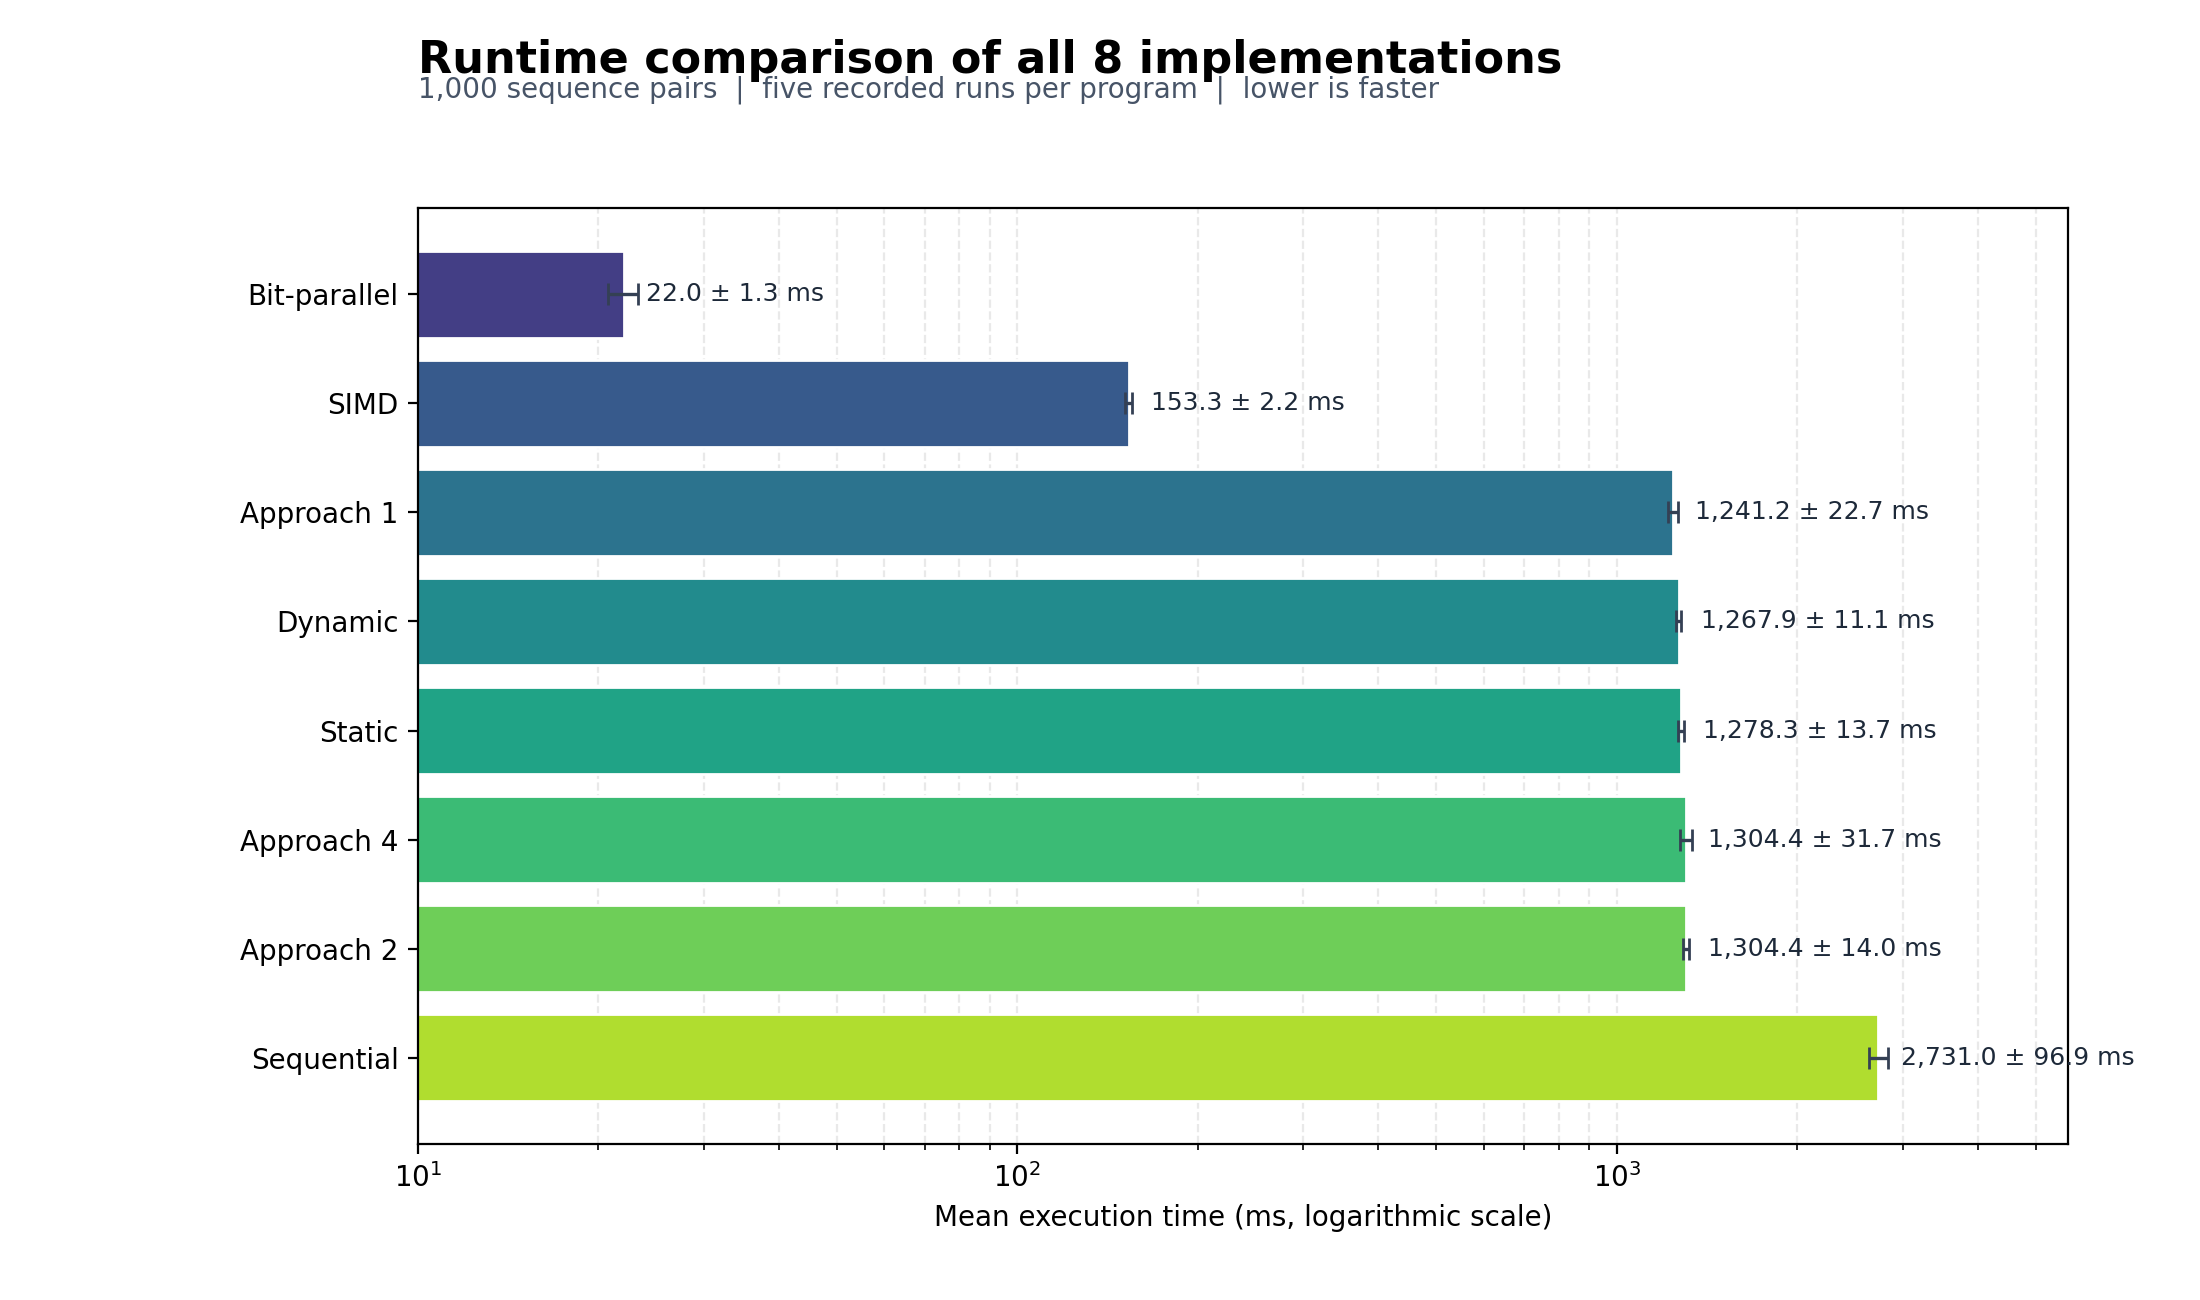 Runtime comparison of all 8 implementations
1,000 sequence pairs | five recorded runs per program | lower is faster
Bit-parallel 22.0 ± 1.3 ms
SIMD 153.3 ± 2.2 ms
Approach 1 1,241.2 ± 22.7 ms
Dynamic 1,267.9 ± 11.1 ms
Static 1,278.3 ± 13.7 ms
Approach 4 1,304.4 ± 31.7 ms
Approach 2 1,304.4 ± 14.0 ms
Sequential 2,731.0 ± 96.9 ms
10¹ 10² 10³
Mean execution time (ms, logarithmic scale)